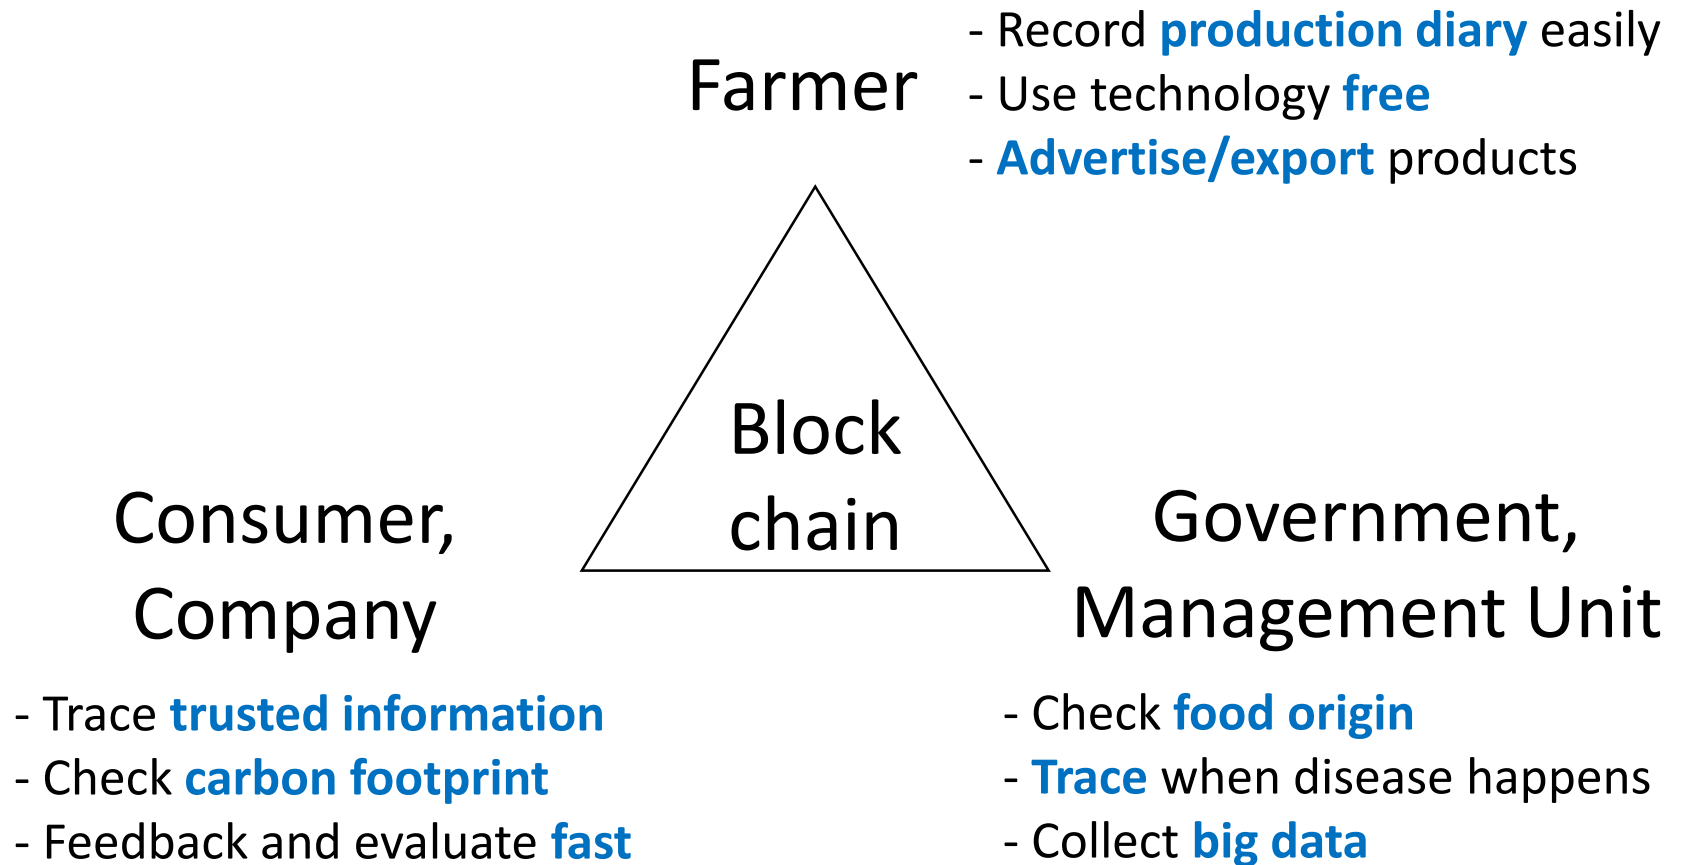 Farmer
- Record production diary easily
- Use technology free
- Advertise/export products
Block
chain
Consumer,
Company
- Trace trusted information
- Check carbon footprint
- Feedback and evaluate fast
Government,
Management Unit
- Check food origin
- Trace when disease happens
- Collect big data